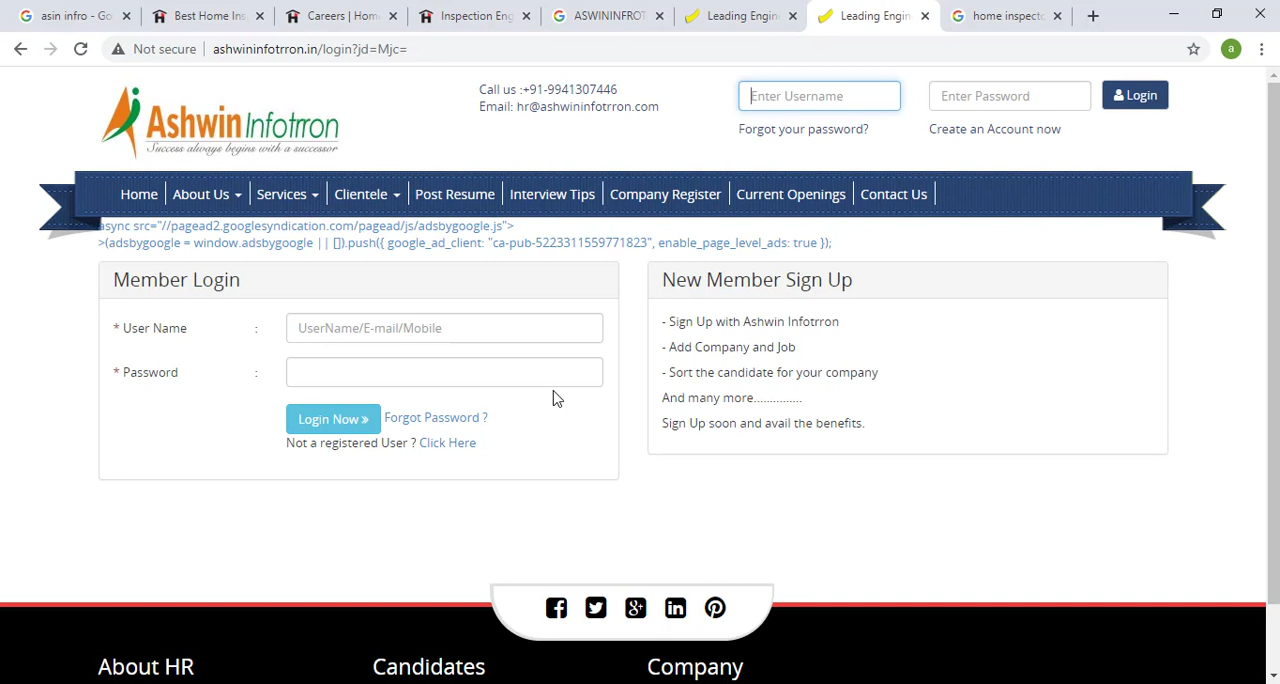 asin infro - Go
Best Home Ins
Careers | Hom
Inspection Eng
ASWININFROT
Leading Engin
Leading Engin
home inspecto
Not secure
ashwininfotrron.in/login?jd=Mjc=
a
Ashwin Infotrron
Success always begins with a successor
Call us :+91-9941307446
Email: hr@ashwininfotrron.com
Enter Username
Enter Password
Login
Forgot your password?
Create an Account now
Home
About Us
Services
Clientele
Post Resume
Interview Tips
Company Register
Current Openings
Contact Us
async src="//pagead2.googlesyndication.com/pagead/js/adsbygoogle.js">
>(adsbygoogle = window.adsbygoogle || []).push({ google_ad_client: "ca-pub-5223311559771823", enable_page_level_ads: true });
Member Login
* User Name :
UserName/E-mail/Mobile
* Password :
Login Now »
Forgot Password ?
Not a registered User ? Click Here
New Member Sign Up
- Sign Up with Ashwin Infotrron
- Add Company and Job
- Sort the candidate for your company
And many more..............
Sign Up soon and avail the benefits.
About HR
Candidates
Company